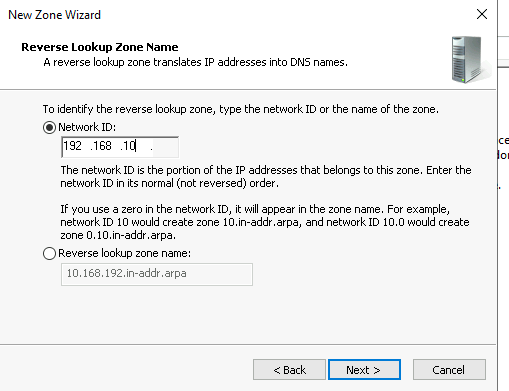 New Zone Wizard
Reverse Lookup Zone Name
A reverse lookup zone translates IP addresses into DNS names.
To identify the reverse lookup zone, type the network ID or the name of the zone.
Network ID:
192 .168 .10 .
The network ID is the portion of the IP addresses that belongs to this zone. Enter the
network ID in its normal (not reversed) order.
If you use a zero in the network ID, it will appear in the zone name. For example,
network ID 10 would create zone 10.in-addr.arpa, and network ID 10.0 would create
zone 0.10.in-addr.arpa.
Reverse lookup zone name:
10.168.192.in-addr.arpa
< Back
Next >
Cancel